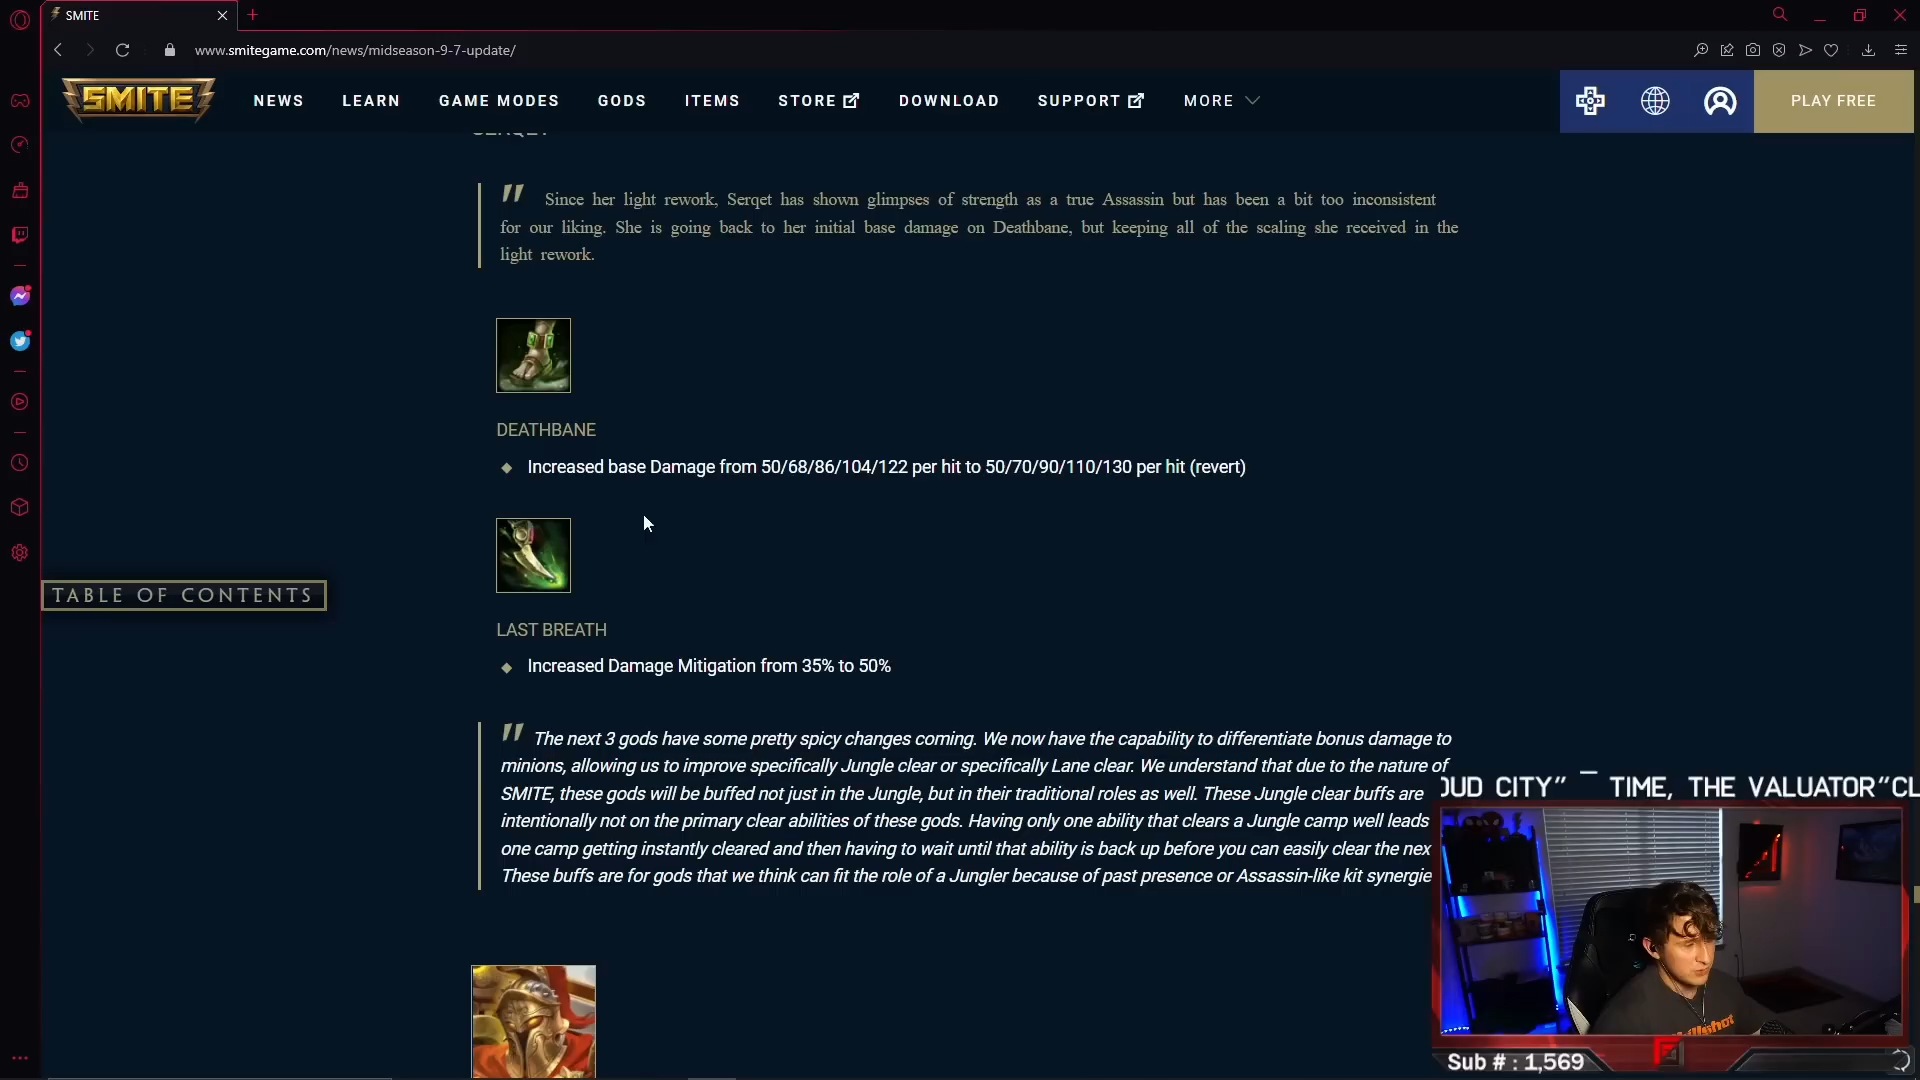 SMITE
www.smitegame.com/news/midseason-9-7-update/
SMITE NEWS LEARN GAME MODES GODS ITEMS STORE DOWNLOAD SUPPORT MORE PLAY FREE
" Since her light rework, Serqet has shown glimpses of strength as a true Assassin but has been a bit too inconsistent
for our liking. She is going back to her initial base damage on Deathbane, but keeping all of the scaling she received in the
light rework.
DEATHBANE
Increased base Damage from 50/68/86/104/122 per hit to 50/70/90/110/130 per hit (revert)
TABLE OF CONTENTS
LAST BREATH
Increased Damage Mitigation from 35% to 50%
" The next 3 gods have some pretty spicy changes coming. We now have the capability to differentiate bonus damage to
minions, allowing us to improve specifically Jungle clear or specifically Lane clear. We understand that due to the nature of
SMITE, these gods will be buffed not just in the Jungle, but in their traditional roles as well. These Jungle clear buffs are
intentionally not on the primary clear abilities of these gods. Having only one ability that clears a Jungle camp well leads
one camp getting instantly cleared and then having to wait until that ability is back up before you can easily clear the nex
These buffs are for gods that we think can fit the role of a Jungler because of past presence or Assassin-like kit synergie
OUD CITY" – TIME, THE VALUATOR"CL
Sub # : 1,569